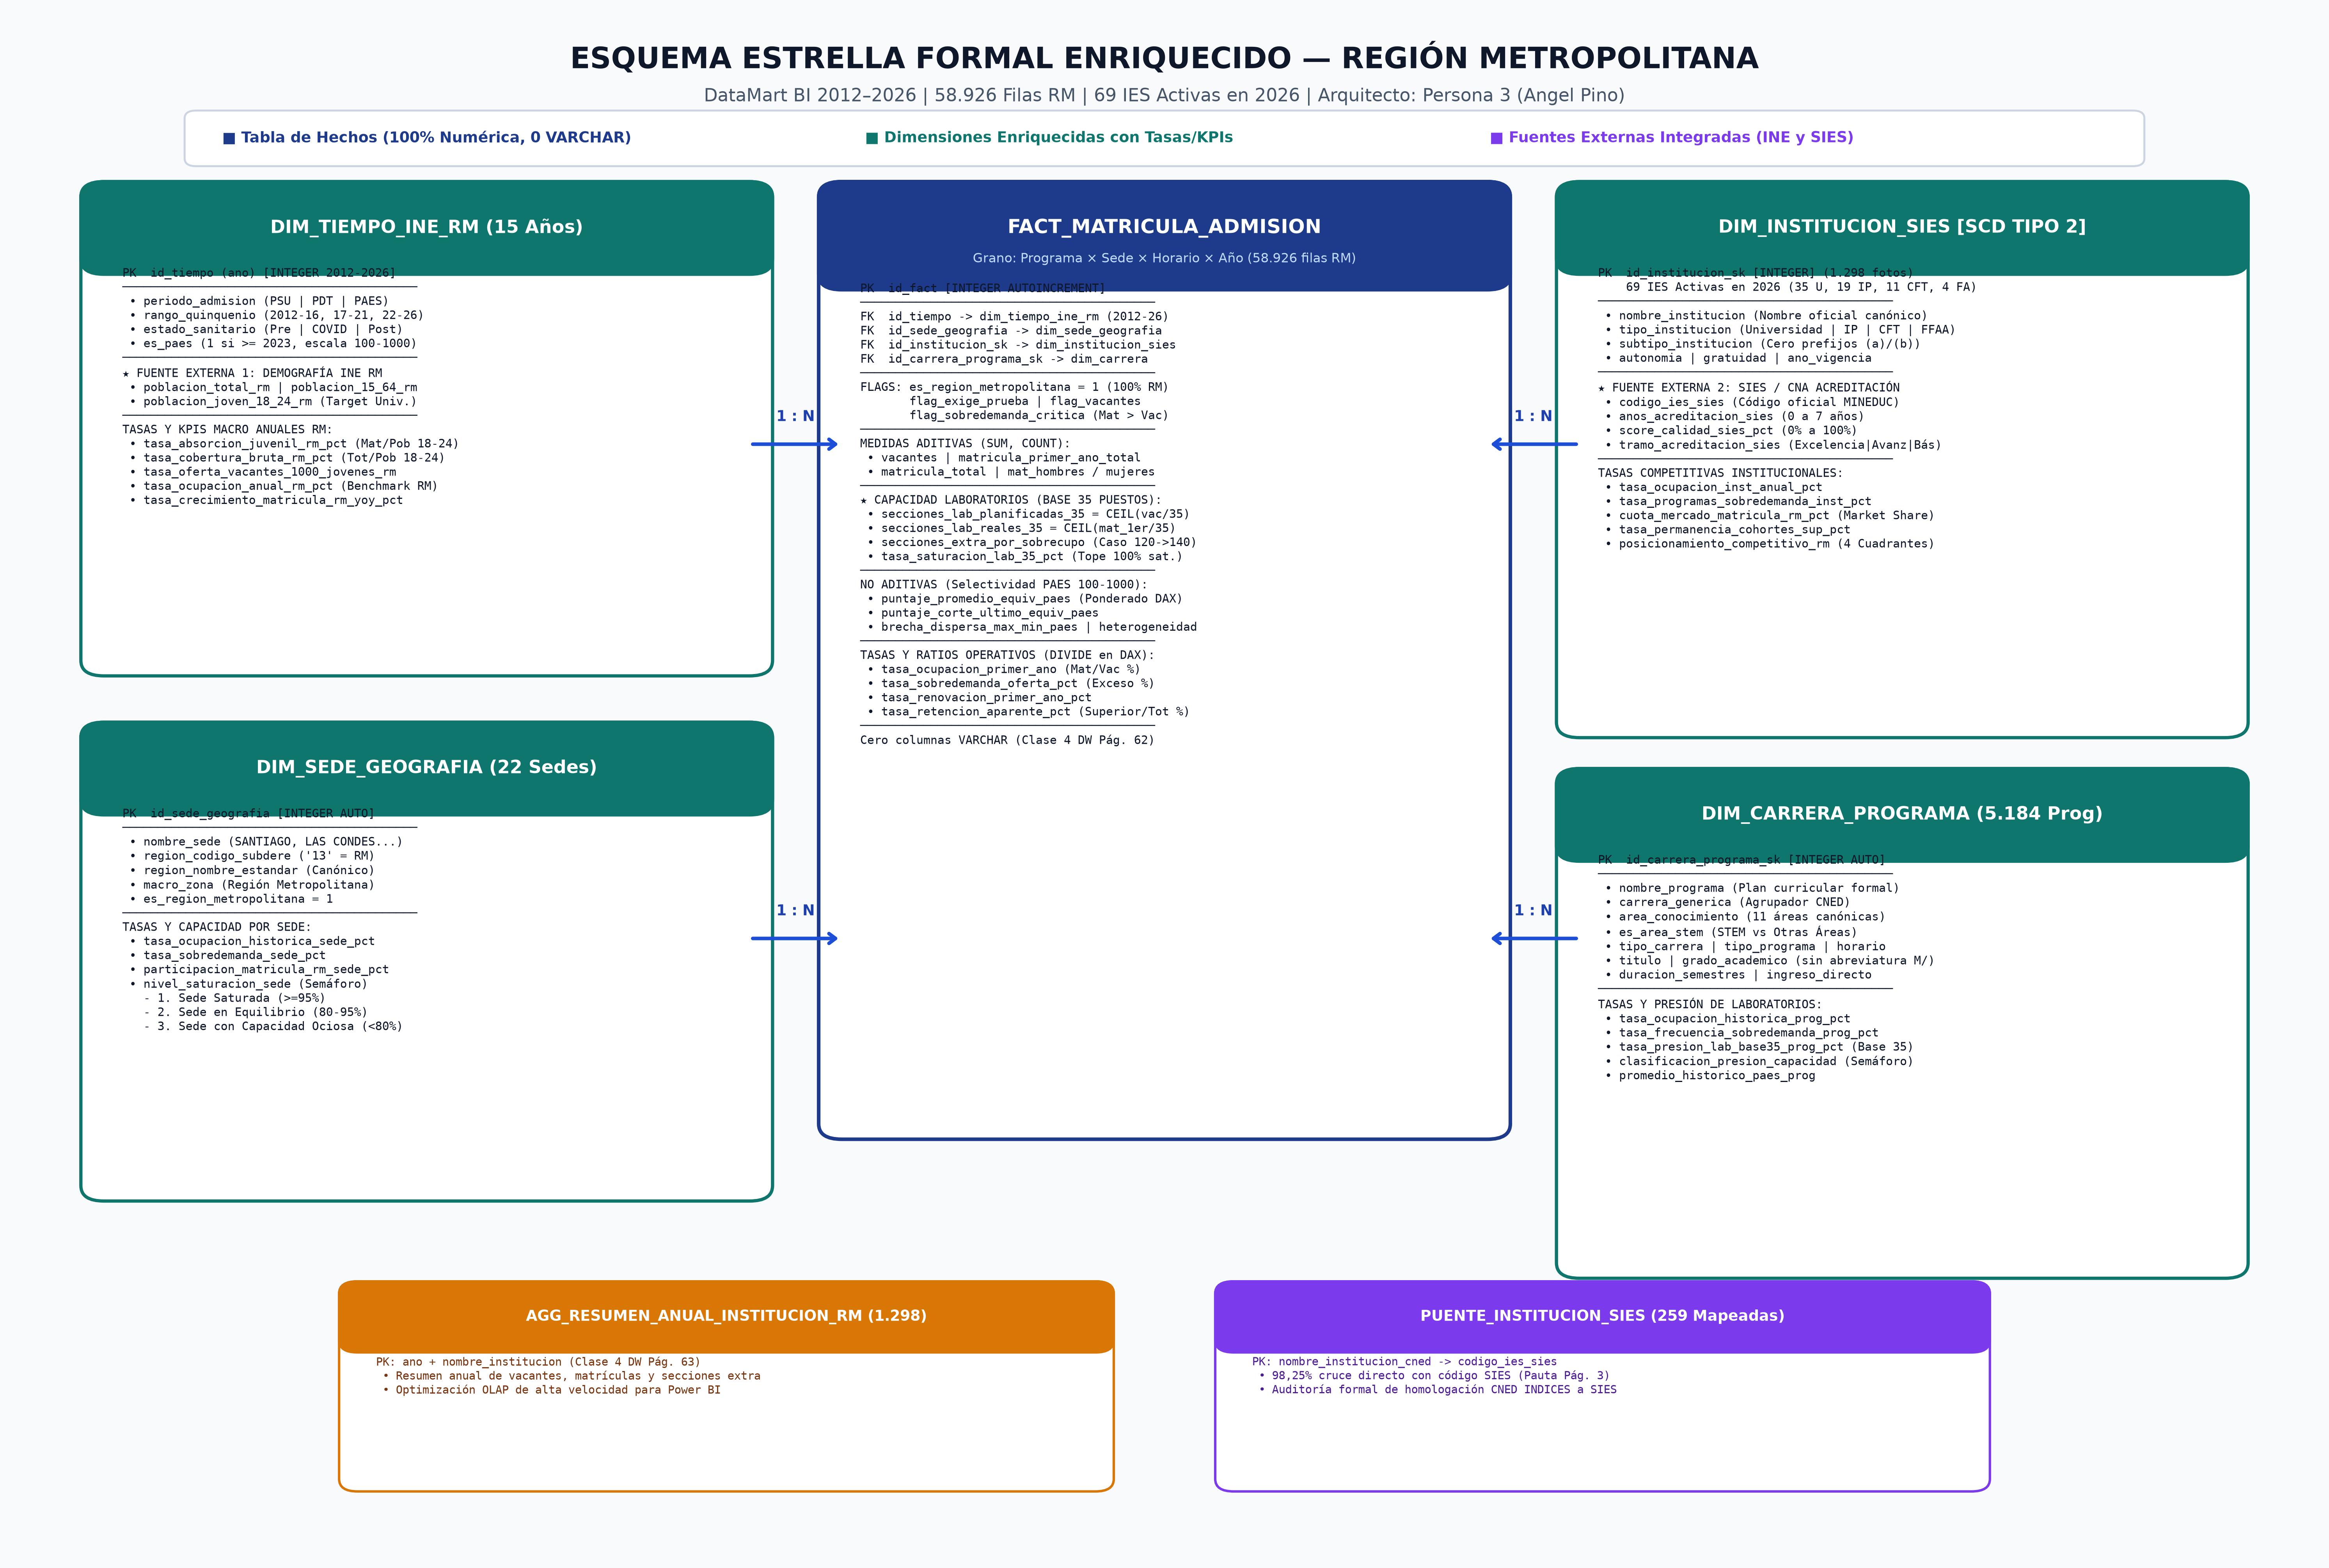 ESQUEMA ESTRELLA FORMAL ENRIQUECIDO — REGIÓN METROPOLITANA
DataMart BI 2012–2026 | 58.926 Filas RM | 69 IES Activas en 2026 | Arquitecto: Persona 3 (Angel Pino)
■ Tabla de Hechos (100% Numérica, 0 VARCHAR)
■ Dimensiones Enriquecidas con Tasas/KPIs
■ Fuentes Externas Integradas (INE y SIES)
DIM_TIEMPO_INE_RM (15 Años)
PK id_tiempo (ano) [INTEGER 2012-2026]
• periodo_admision (PSU | PDT | PAES)
• rango_quinquenio (2012-16, 17-21, 22-26)
• estado_sanitario (Pre | COVID | Post)
• es_paes (1 si >= 2023, escala 100-1000)
★ FUENTE EXTERNA 1: DEMOGRAFÍA INE RM
• poblacion_total_rm | poblacion_15_64_rm
• poblacion_joven_18_24_rm (Target Univ.)
TASAS Y KPIS MACRO ANUALES RM:
• tasa_absorcion_juvenil_rm_pct (Mat/Pob 18-24)
• tasa_cobertura_bruta_rm_pct (Tot/Pob 18-24)
• tasa_oferta_vacantes_1000_jovenes_rm
• tasa_ocupacion_anual_rm_pct (Benchmark RM)
• tasa_crecimiento_matricula_rm_yoy_pct
1 : N
DIM_SEDE_GEOGRAFIA (22 Sedes)
PK id_sede_geografia [INTEGER AUTO]
• nombre_sede (SANTIAGO, LAS CONDES...)
• region_codigo_subdere ('13' = RM)
• region_nombre_estandar (Canónico)
• macro_zona (Región Metropolitana)
• es_region_metropolitana = 1
TASAS Y CAPACIDAD POR SEDE:
• tasa_ocupacion_historica_sede_pct
• tasa_sobredemanda_sede_pct
• participacion_matricula_rm_sede_pct
• nivel_saturacion_sede (Semáforo)
- 1. Sede Saturada (>=95%)
- 2. Sede en Equilibrio (80-95%)
- 3. Sede con Capacidad Ociosa (<80%)
1 : N
FACT_MATRICULA_ADMISION
Grano: Programa × Sede × Horario × Año (58.926 filas RM)
PK id_fact [INTEGER AUTOINCREMENT]
FK id_tiempo -> dim_tiempo_ine_rm (2012-26)
FK id_sede_geografia -> dim_sede_geografia
FK id_institucion_sk -> dim_institucion_sies
FK id_carrera_programa_sk -> dim_carrera
FLAGS: es_region_metropolitana = 1 (100% RM)
flag_exige_prueba | flag_vacantes
flag_sobredemanda_critica (Mat > Vac)
MEDIDAS ADITIVAS (SUM, COUNT):
• vacantes | matricula_primer_ano_total
• matricula_total | mat_hombres / mujeres
★ CAPACIDAD LABORATORIOS (BASE 35 PUESTOS):
• secciones_lab_planificadas_35 = CEIL(vac/35)
• secciones_lab_reales_35 = CEIL(mat_1er/35)
• secciones_extra_por_sobrecupo (Caso 120->140)
• tasa_saturacion_lab_35_pct (Tope 100% sat.)
NO ADITIVAS (Selectividad PAES 100-1000):
• puntaje_promedio_equiv_paes (Ponderado DAX)
• puntaje_corte_ultimo_equiv_paes
• brecha_dispersa_max_min_paes | heterogeneidad
TASAS Y RATIOS OPERATIVOS (DIVIDE en DAX):
• tasa_ocupacion_primer_ano (Mat/Vac %)
• tasa_sobredemanda_oferta_pct (Exceso %)
• tasa_renovacion_primer_ano_pct
• tasa_retencion_aparente_pct (Superior/Tot %)
Cero columnas VARCHAR (Clase 4 DW Pág. 62)
1 : N
DIM_INSTITUCION_SIES [SCD TIPO 2]
PK id_institucion_sk [INTEGER] (1.298 fotos)
69 IES Activas en 2026 (35 U, 19 IP, 11 CFT, 4 FA)
• nombre_institucion (Nombre oficial canónico)
• tipo_institucion (Universidad | IP | CFT | FFAA)
• subtipo_institucion (Cero prefijos (a)/(b))
• autonomia | gratuidad | ano_vigencia
★ FUENTE EXTERNA 2: SIES / CNA ACREDITACIÓN
• codigo_ies_sies (Código oficial MINEDUC)
• anos_acreditacion_sies (0 a 7 años)
• score_calidad_sies_pct (0% a 100%)
• tramo_acreditacion_sies (Excelencia|Avanz|Bás)
TASAS COMPETITIVAS INSTITUCIONALES:
• tasa_ocupacion_inst_anual_pct
• tasa_programas_sobredemanda_inst_pct
• cuota_mercado_matricula_rm_pct (Market Share)
• tasa_permanencia_cohortes_sup_pct
• posicionamiento_competitivo_rm (4 Cuadrantes)
1 : N
DIM_CARRERA_PROGRAMA (5.184 Prog)
PK id_carrera_programa_sk [INTEGER AUTO]
• nombre_programa (Plan curricular formal)
• carrera_generica (Agrupador CNED)
• area_conocimiento (11 áreas canónicas)
• es_area_stem (STEM vs Otras Áreas)
• tipo_carrera | tipo_programa | horario
• titulo | grado_academico (sin abreviatura M/)
• duracion_semestres | ingreso_directo
TASAS Y PRESIÓN DE LABORATORIOS:
• tasa_ocupacion_historica_prog_pct
• tasa_frecuencia_sobredemanda_prog_pct
• tasa_presion_lab_base35_prog_pct (Base 35)
• clasificacion_presion_capacidad (Semáforo)
• promedio_historico_paes_prog
AGG_RESUMEN_ANUAL_INSTITUCION_RM (1.298)
PK: ano + nombre_institucion (Clase 4 DW Pág. 63)
• Resumen anual de vacantes, matrículas y secciones extra
• Optimización OLAP de alta velocidad para Power BI
PUENTE_INSTITUCION_SIES (259 Mapeadas)
PK: nombre_institucion_cned -> codigo_ies_sies
• 98,25% cruce directo con código SIES (Pauta Pág. 3)
• Auditoría formal de homologación CNED INDICES a SIES